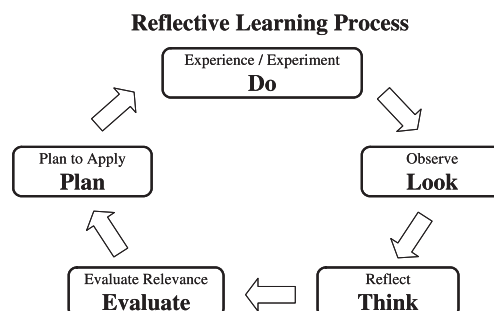 Reflective Learning Process
Experience / Experiment
Do
Observe
Look
Reflect
Think
Evaluate Relevance
Evaluate
Plan to Apply
Plan